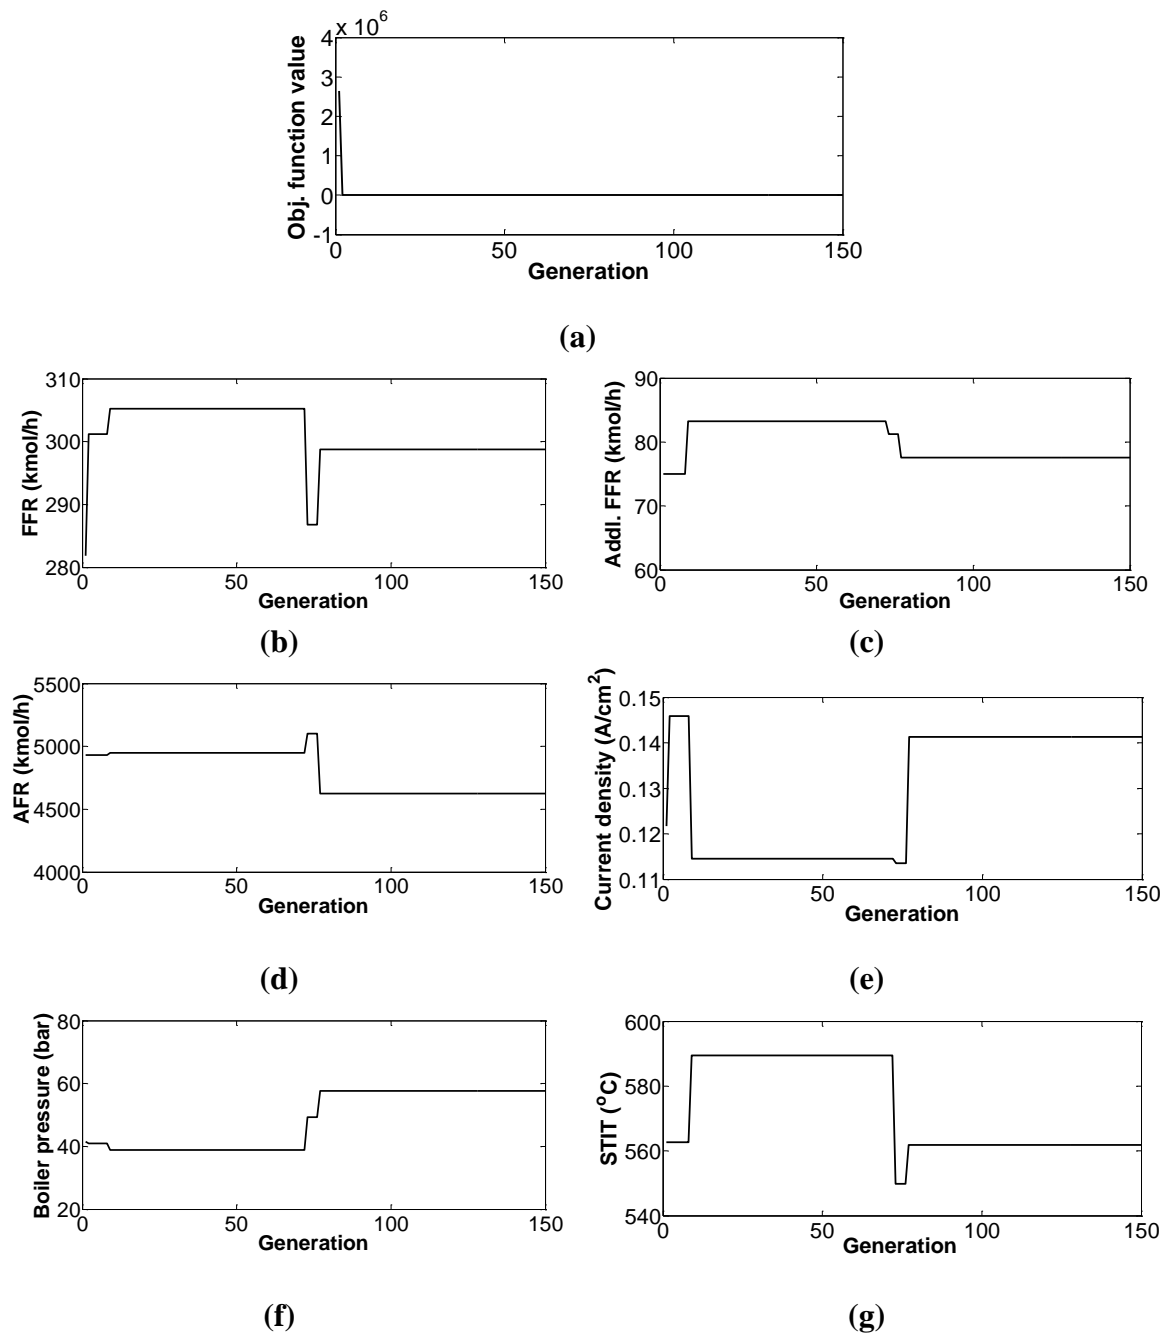 x 10^6
4
3
2
1
0
-1
Obj. function value
0 50 100 150
Generation
(a)
310
300
290
280
FFR (kmol/h)
0 50 100 150
Generation
(b)
90
80
70
60
Addl. FFR (kmol/h)
0 50 100 150
Generation
(c)
5500
5000
4500
4000
AFR (kmol/h)
0 50 100 150
Generation
(d)
0.15
0.14
0.13
0.12
0.11
Current density (A/cm²)
0 50 100 150
Generation
(e)
80
60
40
20
Boiler pressure (bar)
0 50 100 150
Generation
(f)
600
580
560
540
STIT (°C)
0 50 100 150
Generation
(g)